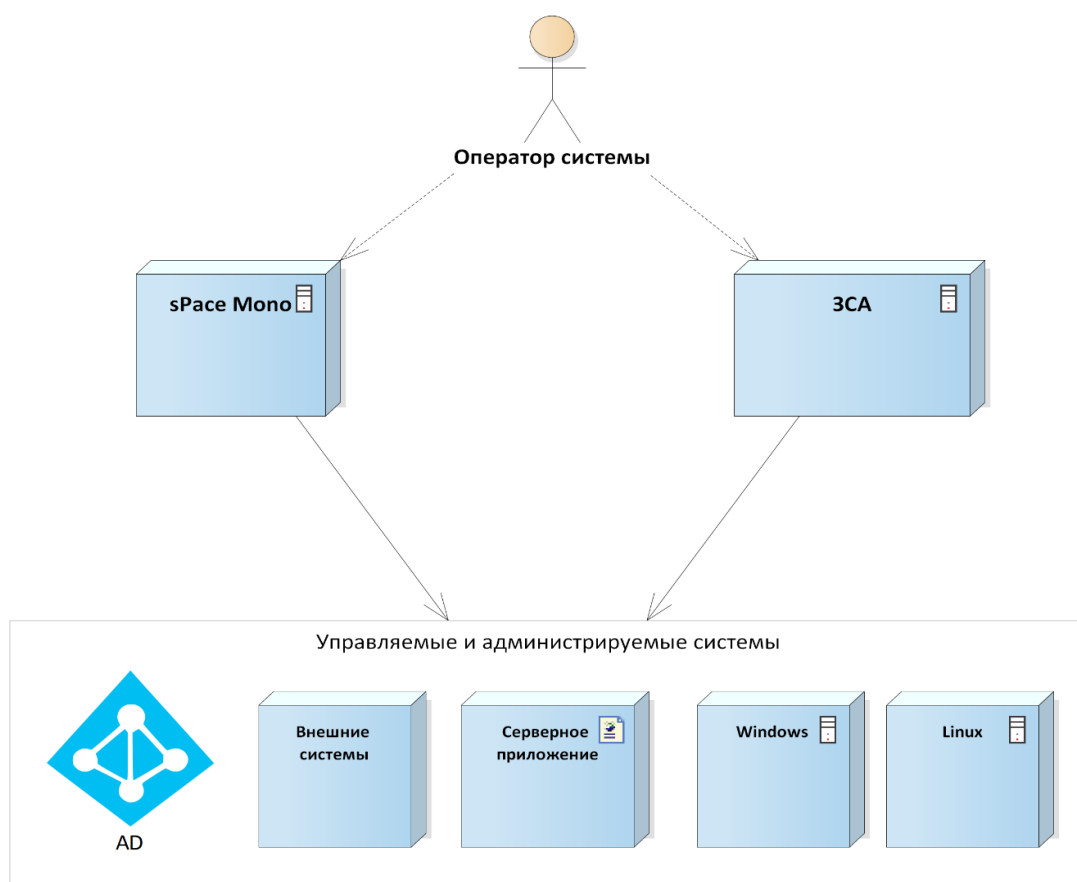 Оператор системы
sPace Mono
ЗСА
Управляемые и администрируемые системы
Внешние
системы
Серверное
приложение
Windows
Linux
AD